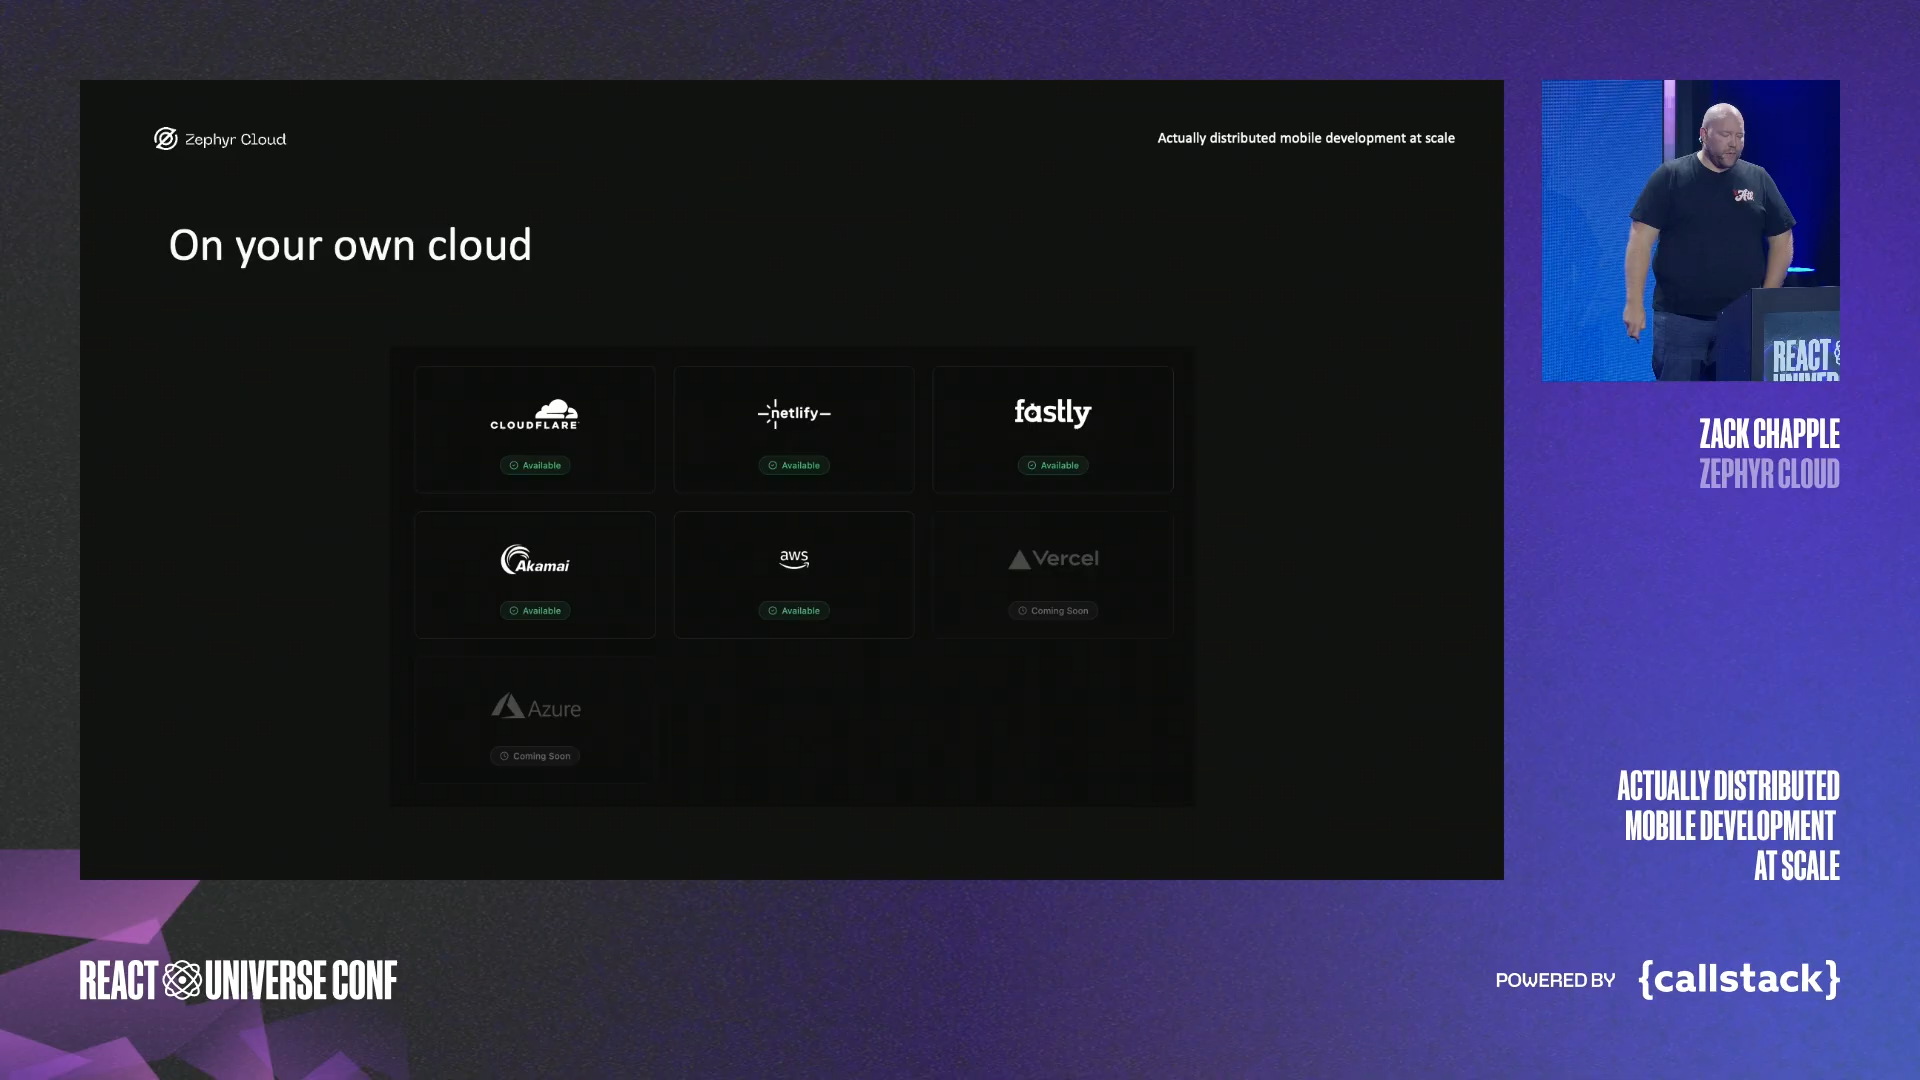 Zephyr Cloud
Actually distributed mobile development at scale
On your own cloud
CLOUDFLARE
Available
netlify
Available
fastly
Available
Akamai
Available
aws
Available
Vercel
Coming Soon
Azure
Coming Soon
REACT
ZACK CHAPPLE
ZEPHYR CLOUD
ACTUALLY DISTRIBUTED
MOBILE DEVELOPMENT
AT SCALE
REACT UNIVERSE CONF
POWERED BY {callstack}